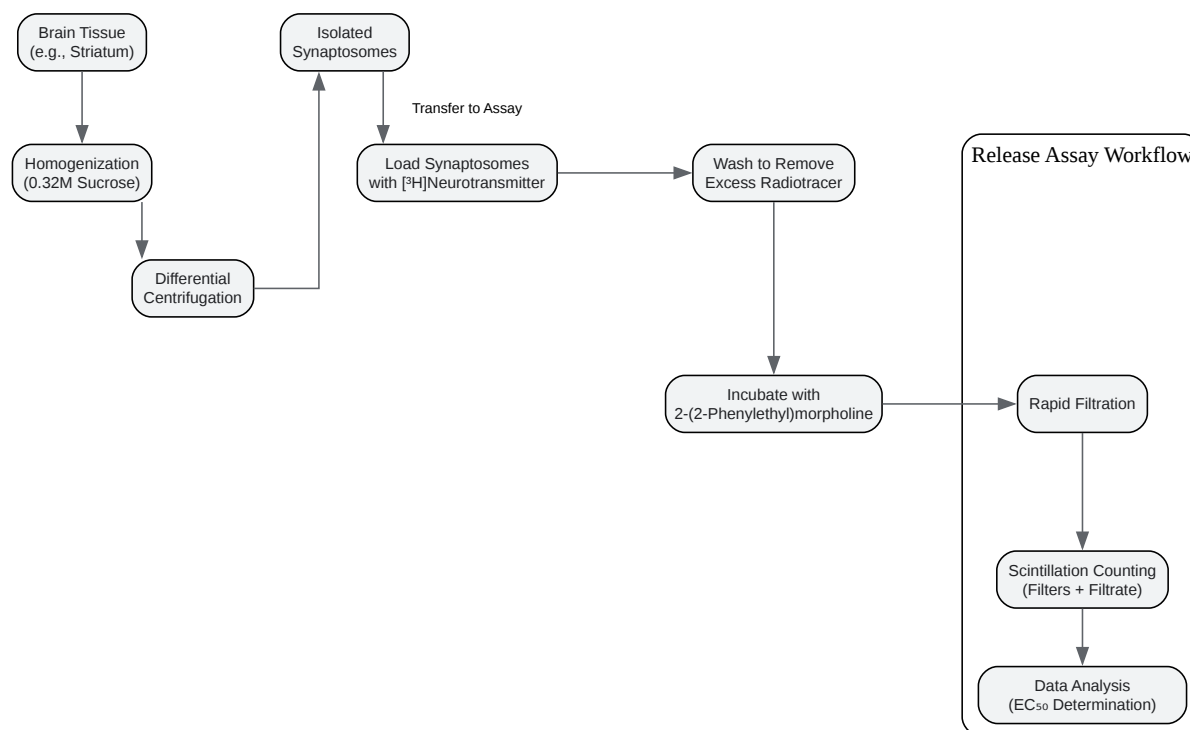 Brain Tissue
(e.g., Striatum)
Isolated
Synaptosomes
Transfer to Assay
Homogenization
(0.32M Sucrose)
Load Synaptosomes
with [³H]Neurotransmitter
Wash to Remove
Excess Radiotracer
Release Assay Workflow
Differential
Centrifugation
Incubate with
2-(2-Phenylethyl)morpholine
Rapid Filtration
Scintillation Counting
(Filters + Filtrate)
Data Analysis
(EC₅₀ Determination)